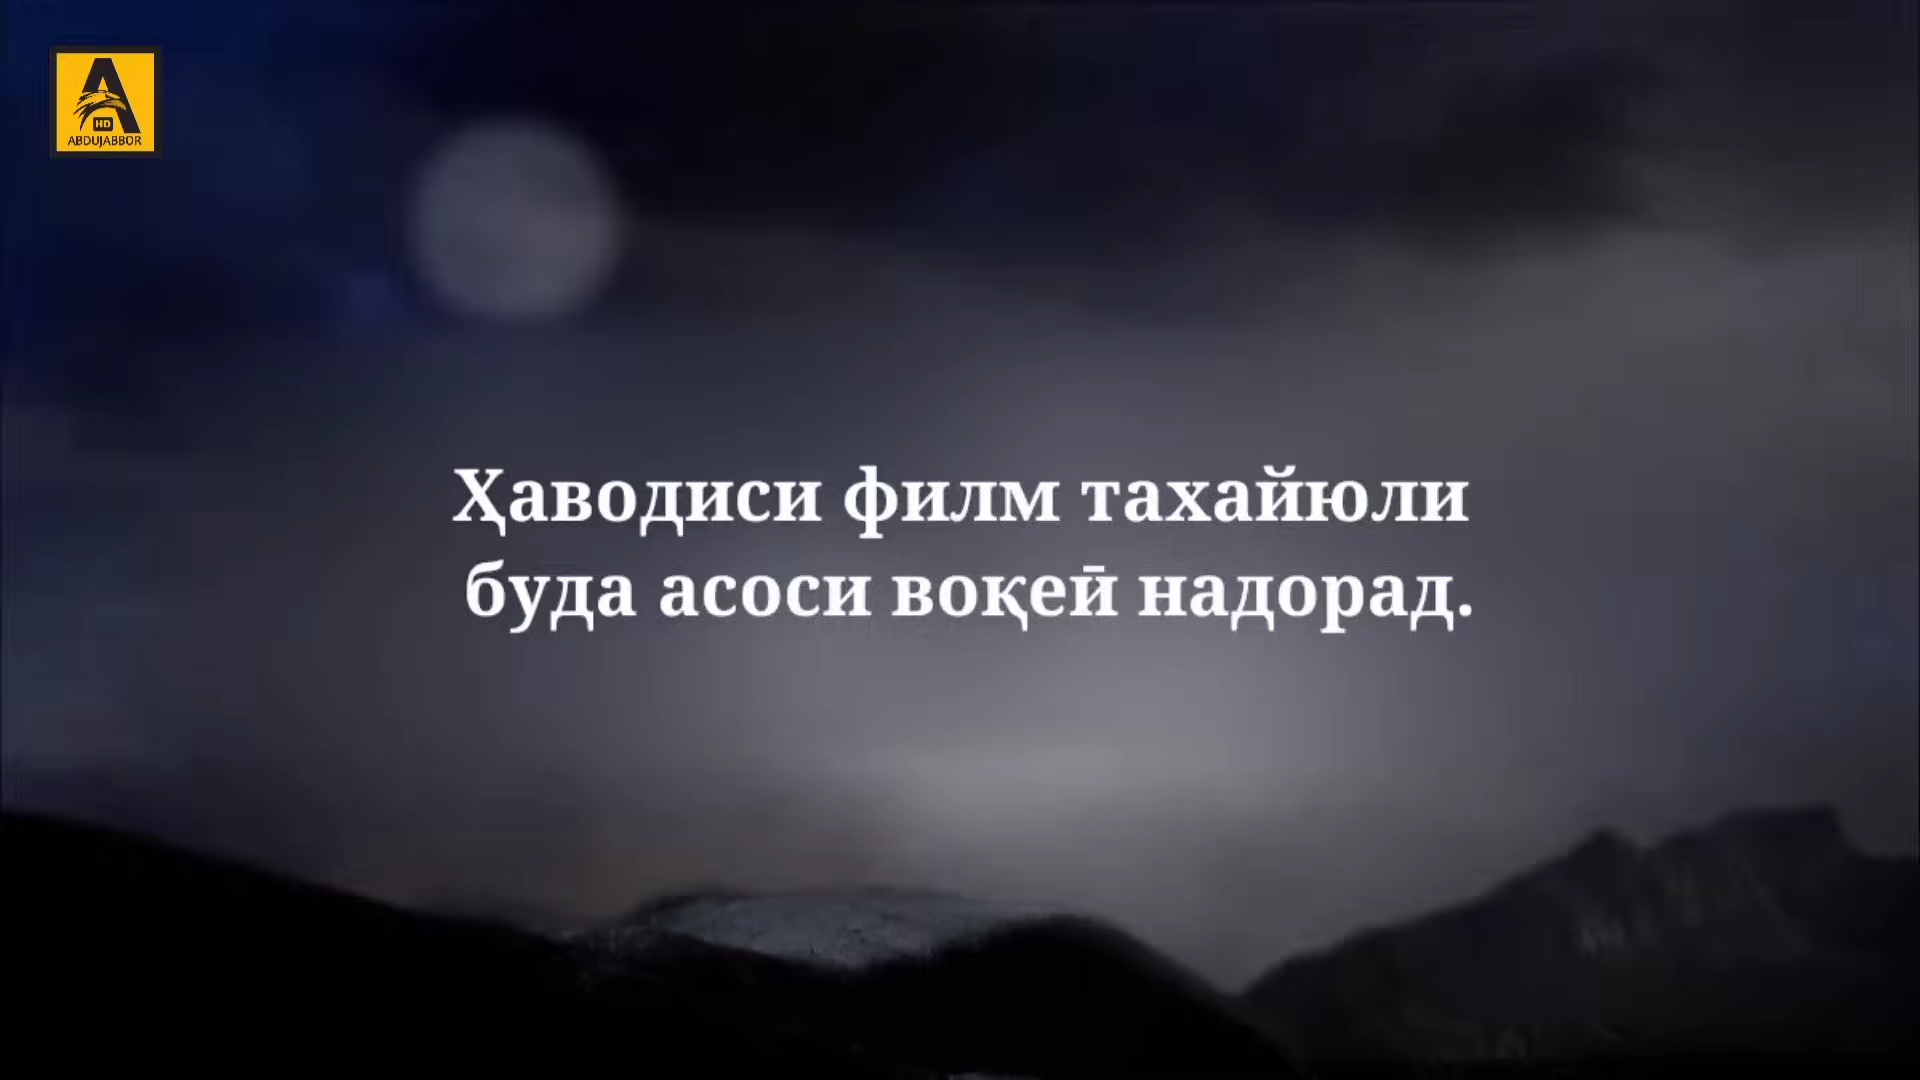 A
HD
ABDUJABBOR
Ҳаводиси филм тахайюли
буда асоси воқеӣ надорад.